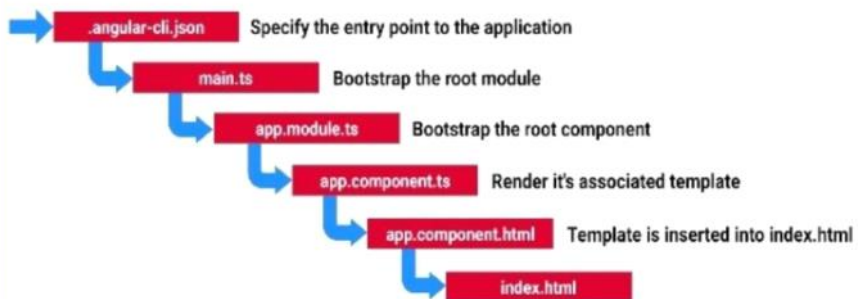 .angular-cli.json Specify the entry point to the application
main.ts Bootstrap the root module
app.module.ts Bootstrap the root component
app.component.ts Render it's associated template
app.component.html Template is inserted into index.html
index.html